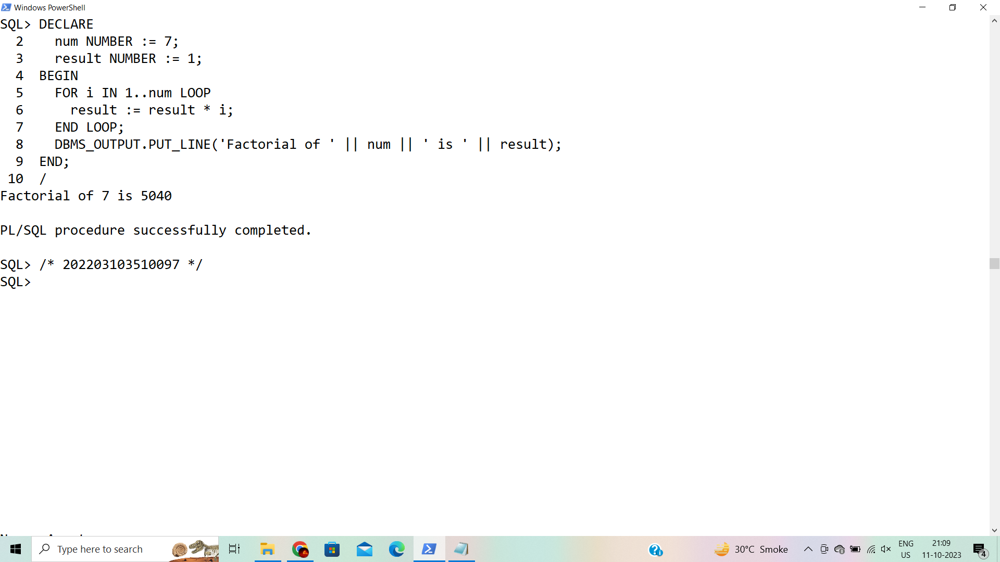 Windows PowerShell
SQL> DECLARE
  2    num NUMBER := 7;
  3    result NUMBER := 1;
  4  BEGIN
  5    FOR i IN 1..num LOOP
  6      result := result * i;
  7    END LOOP;
  8    DBMS_OUTPUT.PUT_LINE('Factorial of ' || num || ' is ' || result);
  9  END;
 10  /
Factorial of 7 is 5040
PL/SQL procedure successfully completed.
SQL> /* 202203103510097 */
SQL>
Type here to search
30°C Smoke
ENG
US
21:09
11-10-2023
4